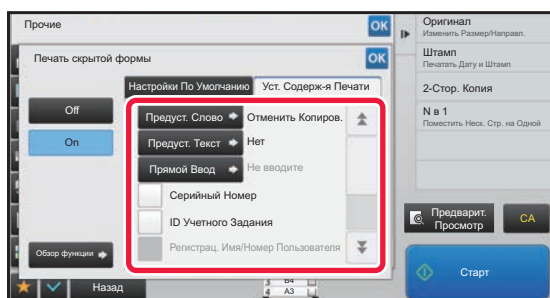 Прочие
OK
Печать скрытой формы
OK
Настройки По Умолчанию
Уст. Содерж-я Печати
Off
On
Предуст. Слово
Отменить Копиров.
Предуст. Текст
Нет
Прямой Ввод
Не вводите
Серийный Номер
ID Учетного Задания
Регистрац. Имя/Номер Пользователя
Обзор функции
Назад
3 B4
4 A3
Оригинал
Изменить Размер/Направл.
Штамп
Печатать Дату и Штамп
2-Стор. Копия
N в 1
Поместить Неск. Стр. на Одной
Предварит.
Просмотр
CA
Старт